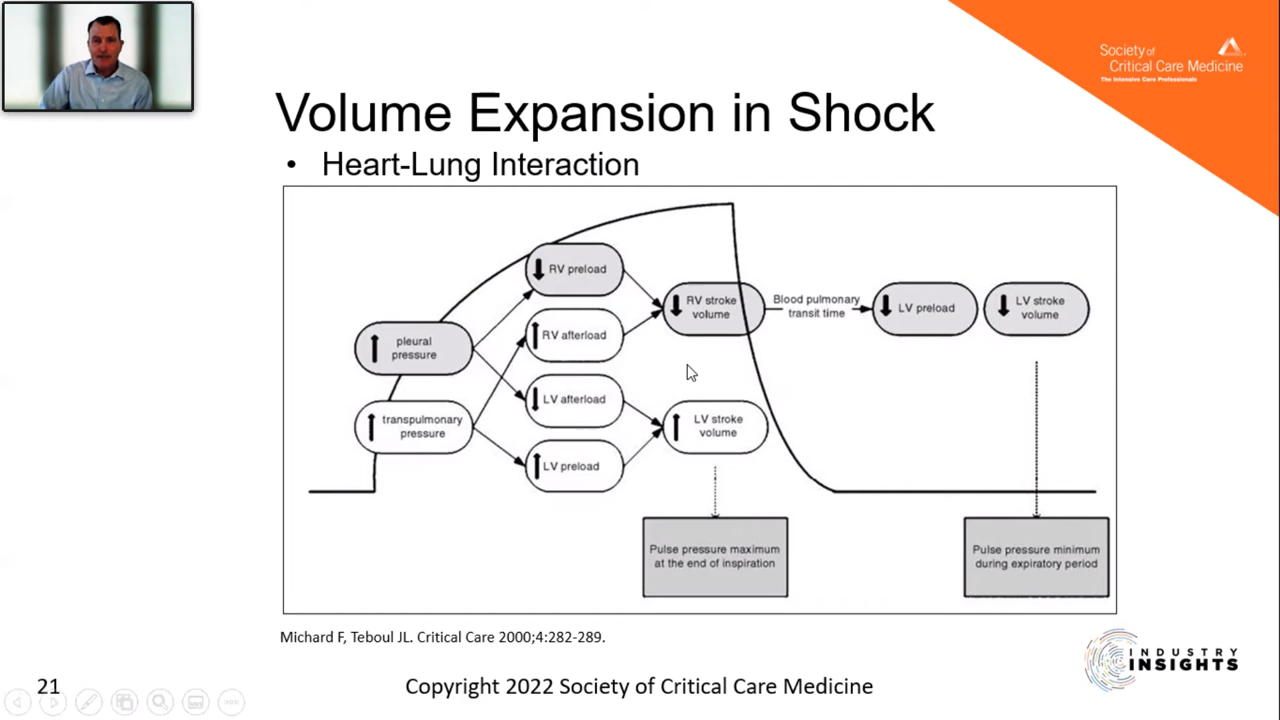 Society of
Critical Care Medicine
The Intensive Care Professionals
Volume Expansion in Shock
• Heart-Lung Interaction
RV preload
RV stroke
volume
Blood pulmonary
transit time
LV preload
LV stroke
volume
pleural
pressure
RV afterload
LV afterload
transpulmonary
pressure
LV stroke
volume
LV preload
Pulse pressure maximum
at the end of inspiration
Pulse pressure minimum
during expiratory period
Michard F, Teboul JL. Critical Care 2000;4:282-289.
INDUSTRY
INSIGHTS
21
Copyright 2022 Society of Critical Care Medicine